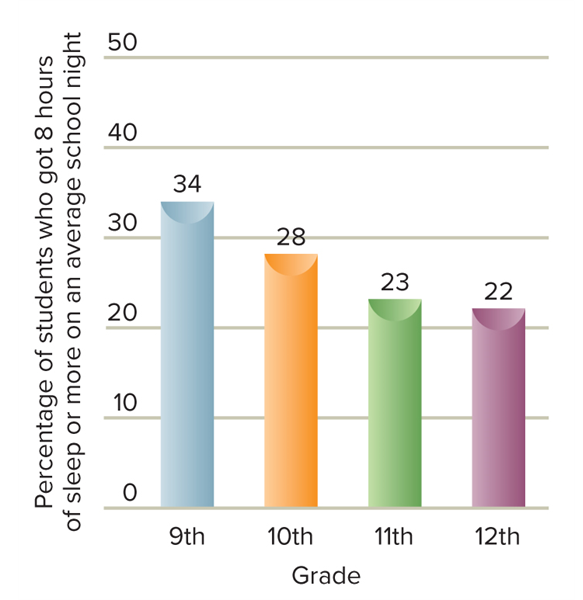 Percentage of students who got 8 hours
of sleep or more on an average school night
50
40
30
20
10
0
34
28
23
22
9th
10th
11th
12th
Grade